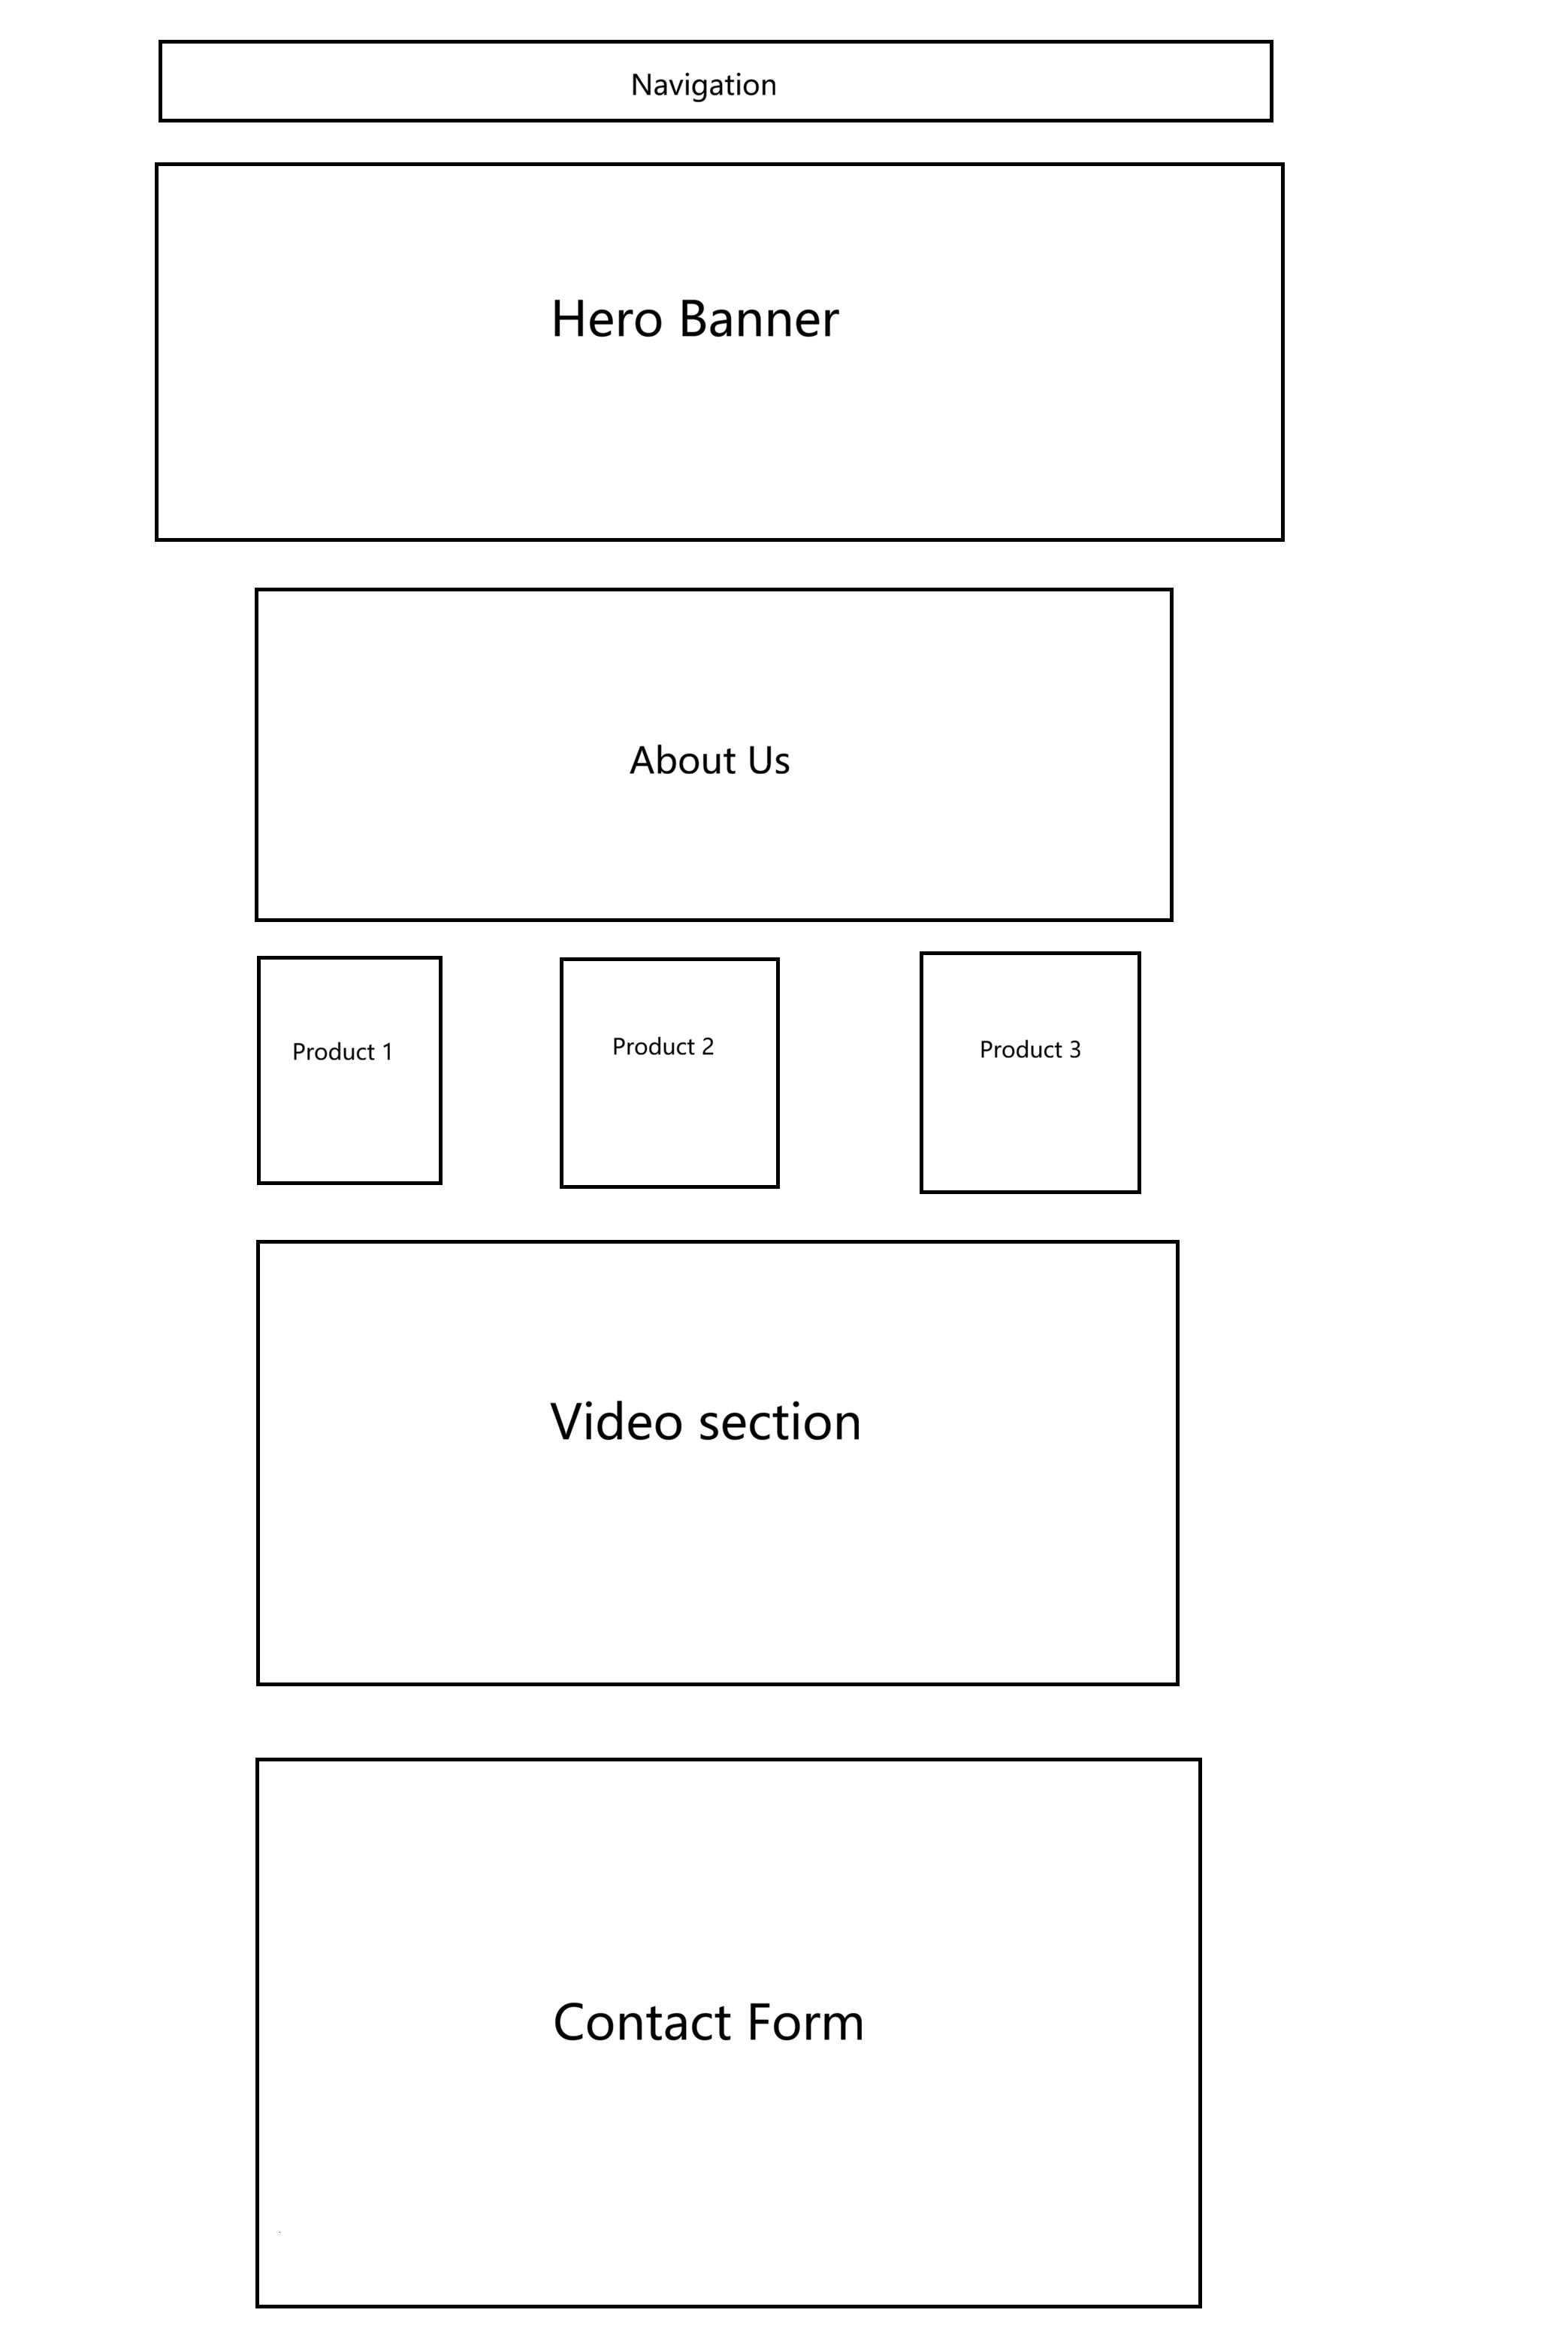 Navigation
Hero Banner
About Us
Product 1
Product 2
Product 3
Video section
Contact Form